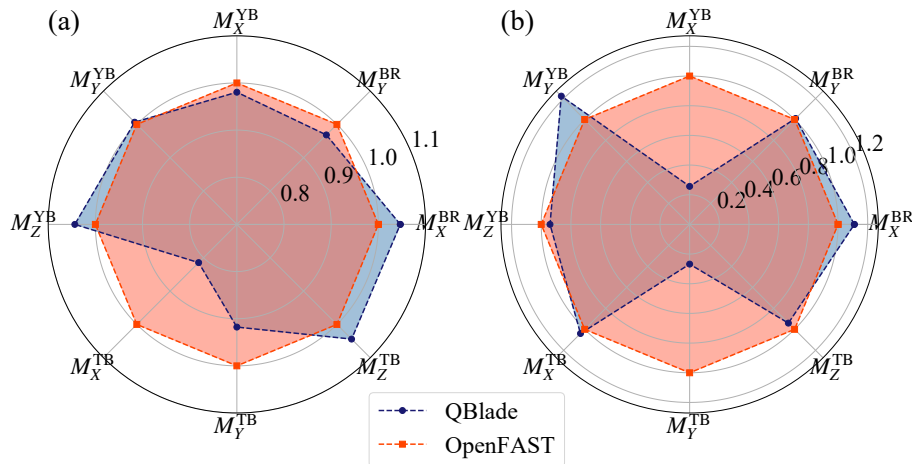 (a)
(b)
M_X^YB
M_Y^YB
M_Y^BR
M_Z^YB
M_X^BR
M_X^TB
M_Z^TB
M_Y^TB
0.8
0.9
1.0
1.1
M_X^YB
M_Y^YB
M_Y^BR
M_Z^YB
M_X^BR
M_X^TB
M_Z^TB
M_Y^TB
0.2
0.4
0.6
0.8
1.0
1.2
QBlade
OpenFAST